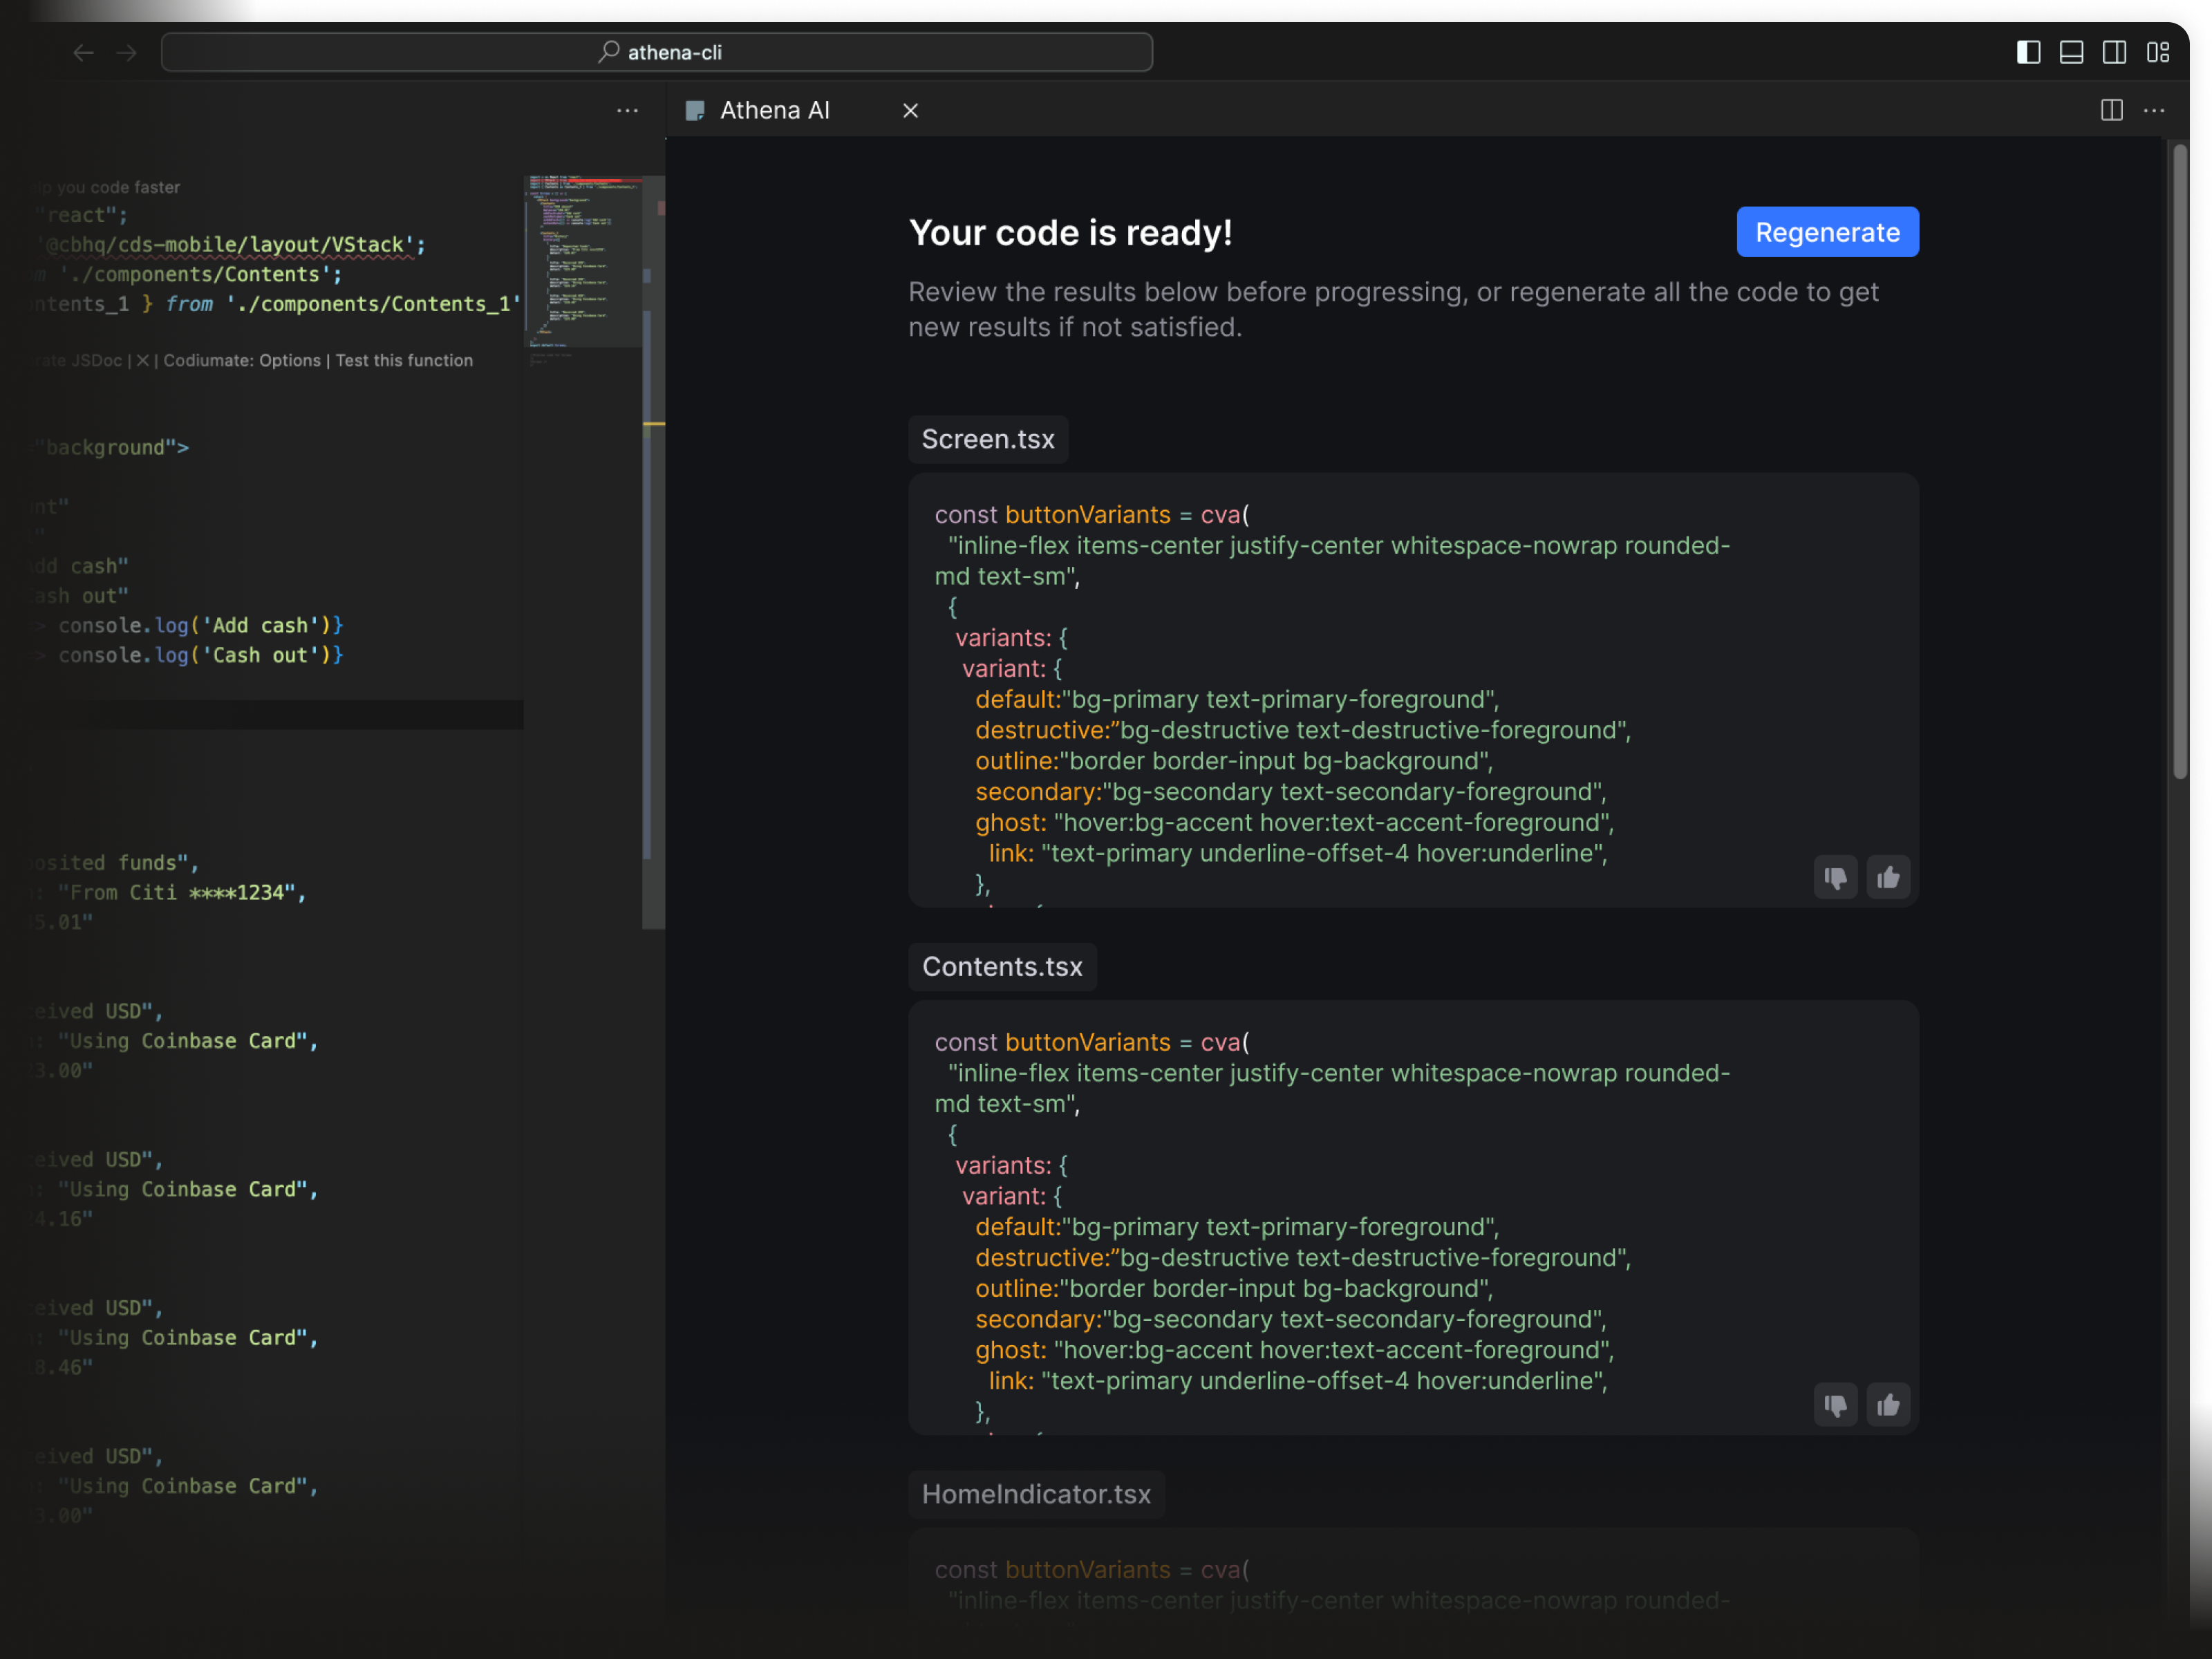 athena-cli
you code faster
"react";
'@cbhq/cds-mobile/layout/VStack';
'./components/Contents';
ntents_1 } from './components/Contents_1'
rate JSDoc | X | Codiumate: Options | Test this function
"background">
nt"
dd cash"
Cash out"
> console.log('Add cash')}
> console.log('Cash out')}
osited funds",
: "From Citi ****1234",
5.01"
eived USD",
: "Using Coinbase Card",
3.00"
eived USD",
: "Using Coinbase Card",
4.16"
eived USD",
: "Using Coinbase Card",
8.46"
eived USD",
: "Using Coinbase Card",
3.00"
Athena AI
Your code is ready!
Regenerate
Review the results below before progressing, or regenerate all the code to get
new results if not satisfied.
Screen.tsx
const buttonVariants = cva(
"inline-flex items-center justify-center whitespace-nowrap rounded-
md text-sm",
{
variants: {
variant: {
default:"bg-primary text-primary-foreground",
destructive:”bg-destructive text-destructive-foreground",
outline:"border border-input bg-background",
secondary:"bg-secondary text-secondary-foreground",
ghost: "hover:bg-accent hover:text-accent-foreground",
link: "text-primary underline-offset-4 hover:underline",
},
Contents.tsx
const buttonVariants = cva(
"inline-flex items-center justify-center whitespace-nowrap rounded-
md text-sm",
{
variants: {
variant: {
default:"bg-primary text-primary-foreground",
destructive:”bg-destructive text-destructive-foreground",
outline:"border border-input bg-background",
secondary:"bg-secondary text-secondary-foreground",
ghost: "hover:bg-accent hover:text-accent-foreground",
link: "text-primary underline-offset-4 hover:underline",
},
HomeIndicator.tsx
const buttonVariants = cva(
"inline-flex items-center justify-center whitespace-nowrap rounded-